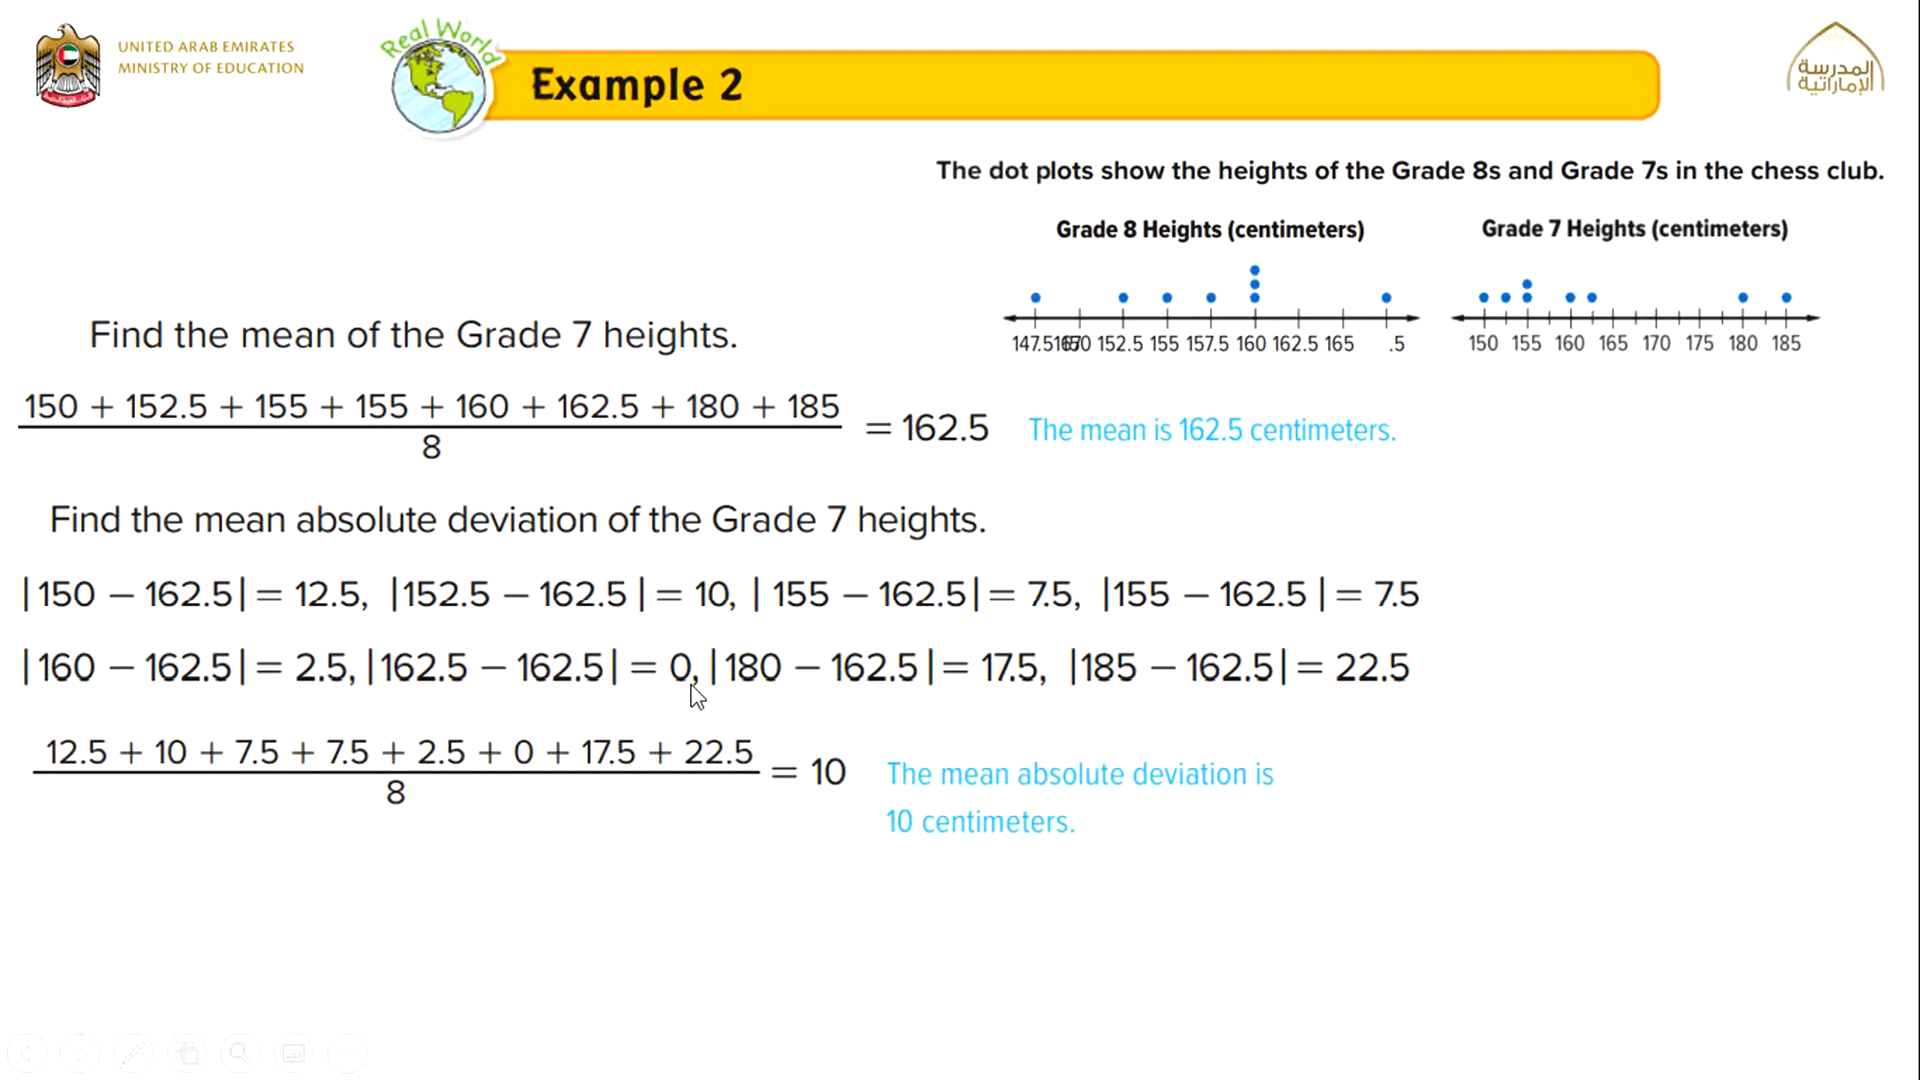 UNITED ARAB EMIRATES
MINISTRY OF EDUCATION
Real World
Example 2
المدرسة
الإماراتية
The dot plots show the heights of the Grade 8s and Grade 7s in the chess club.
Grade 8 Heights (centimeters)
147.5 150 152.5 155 157.5 160 162.5 165 167.5
Grade 7 Heights (centimeters)
150 155 160 165 170 175 180 185
Find the mean of the Grade 7 heights.
150 + 152.5 + 155 + 155 + 160 + 162.5 + 180 + 185
8
= 162.5
The mean is 162.5 centimeters.
Find the mean absolute deviation of the Grade 7 heights.
|150 − 162.5| = 12.5, |152.5 − 162.5| = 10, |155 − 162.5| = 7.5, |155 − 162.5| = 7.5
|160 − 162.5| = 2.5, |162.5 − 162.5| = 0, |180 − 162.5| = 17.5, |185 − 162.5| = 22.5
12.5 + 10 + 7.5 + 7.5 + 2.5 + 0 + 17.5 + 22.5
8
= 10
The mean absolute deviation is
10 centimeters.